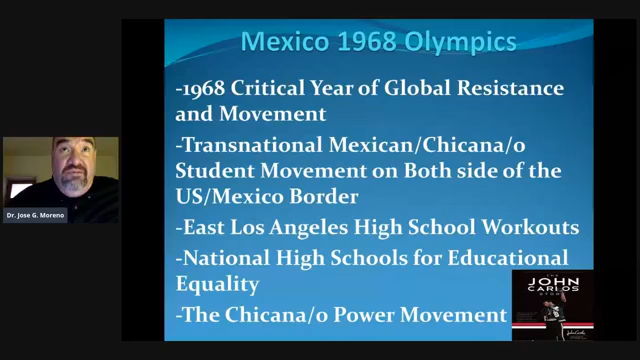 Mexico 1968 Olympics
-1968 Critical Year of Global Resistance
and Movement
-Transnational Mexican/Chicana/o
Student Movement on Both side of the
US/Mexico Border
-East Los Angeles High School Workouts
-National High Schools for Educational
Equality
-The Chicana/o Power Movement
Dr. Jose G. Moreno
THE
JOHN
CARLOS
STORY